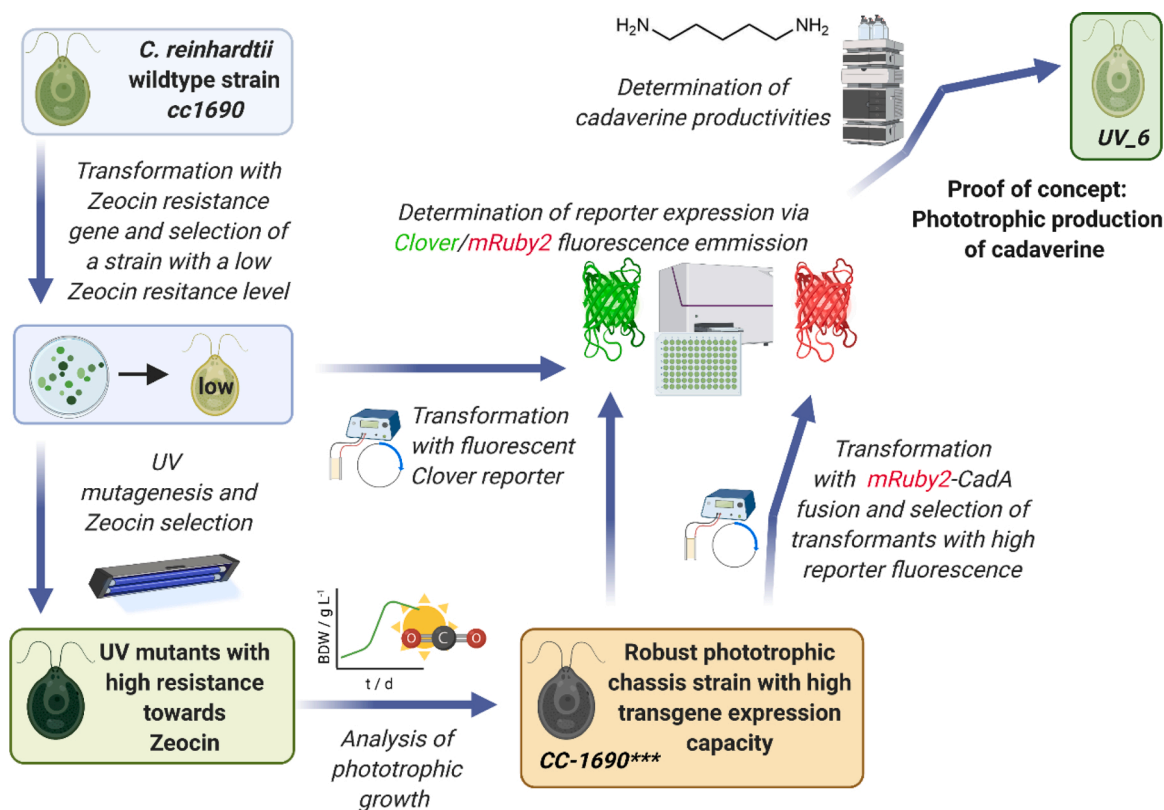 C. reinhardtii
wildtype strain
cc1690
Transformation with
Zeocin resistance
gene and selection of
a strain with a low
Zeocin resitance level
low
UV
mutagenesis and
Zeocin selection
UV mutants with
high resistance
towards
Zeocin
BDW / g L⁻¹
t / d
O C O
Analysis of
phototrophic
growth
Robust phototrophic
chassis strain with high
transgene expression
capacity
CC-1690***
Transformation
with fluorescent
Clover reporter
Transformation
with mRuby2-CadA
fusion and selection of
transformants with high
reporter fluorescence
Determination of reporter expression via
Clover/mRuby2 fluorescence emmission
H₂N NH₂
Determination of
cadaverine productivities
UV_6
Proof of concept:
Phototrophic production
of cadaverine